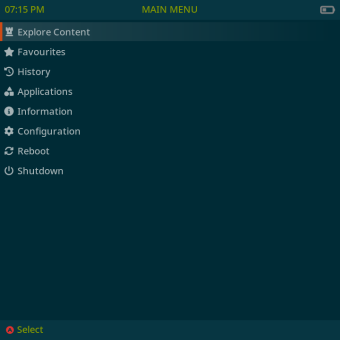 07:15 PM MAIN MENU
Explore Content
Favourites
History
Applications
Information
Configuration
Reboot
Shutdown
A Select